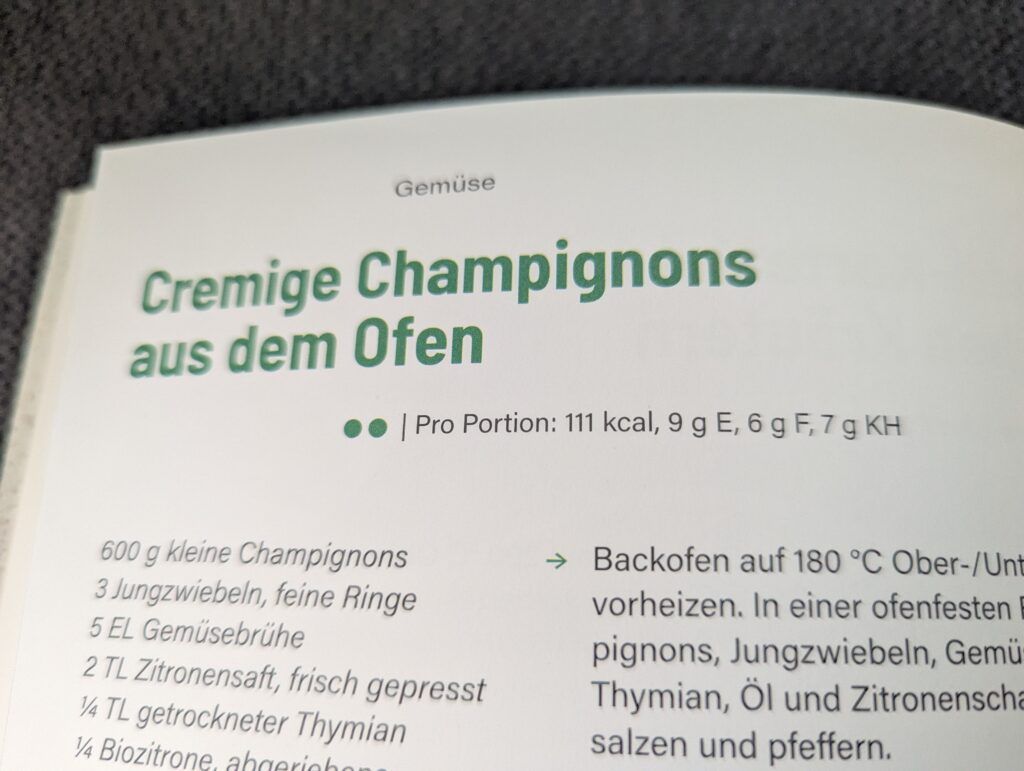 Gemüse
Cremige Champignons
aus dem Ofen
| Pro Portion: 111 kcal, 9 g E, 6 g F, 7 g KH
600 g kleine Champignons
3 Jungzwiebeln, feine Ringe
5 EL Gemüsebrühe
2 TL Zitronensaft, frisch gepresst
¼ TL getrockneter Thymian
¼ Biozitrone,
→ Backofen auf 180 °C Ober-/Unt
vorheizen. In einer ofenfesten
pignons, Jungzwiebeln, Gemü
Thymian, Öl und Zitronenscha
salzen und pfeffern.